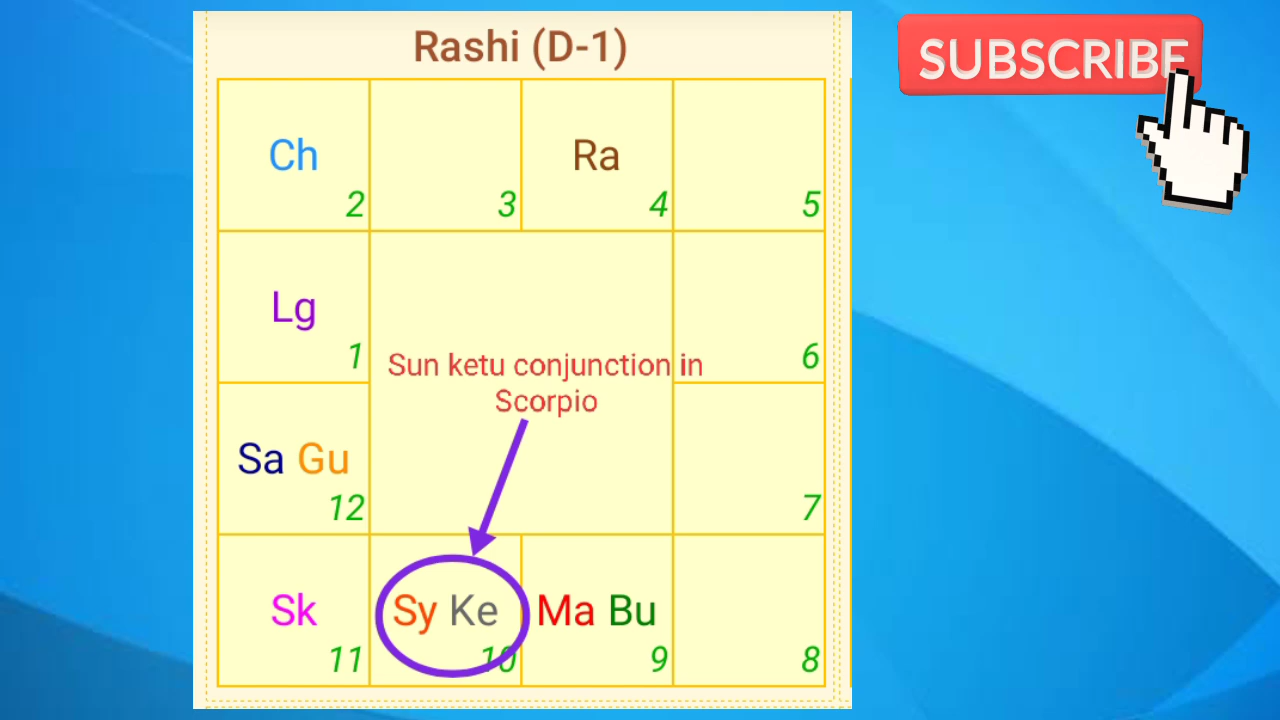 Rashi (D-1)
SUBSCRIBE
Ch
Ra
2
3
4
5
Lg
1
6
Sun ketu conjunction in
Scorpio
Sa Gu
12
7
Sk
Sy Ke
Ma Bu
11
10
9
8